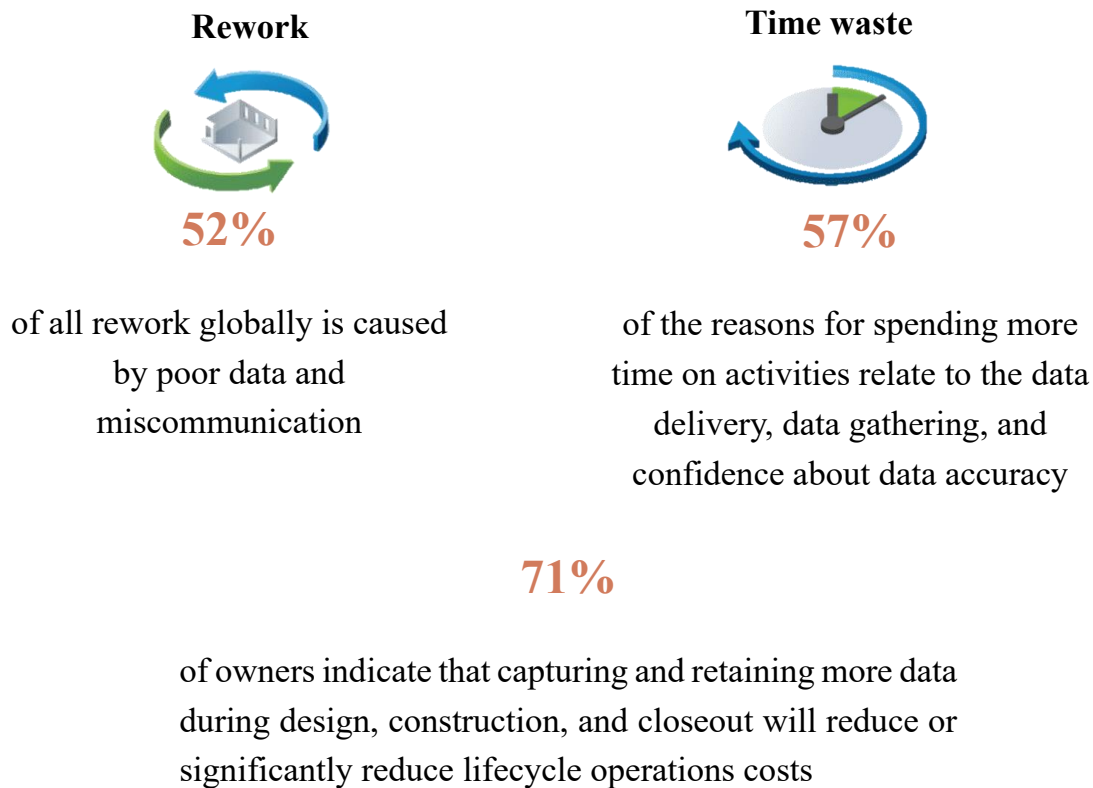 Rework
52%
of all rework globally is caused
by poor data and
miscommunication
Time waste
57%
of the reasons for spending more
time on activities relate to the data
delivery, data gathering, and
confidence about data accuracy
71%
of owners indicate that capturing and retaining more data
during design, construction, and closeout will reduce or
significantly reduce lifecycle operations costs